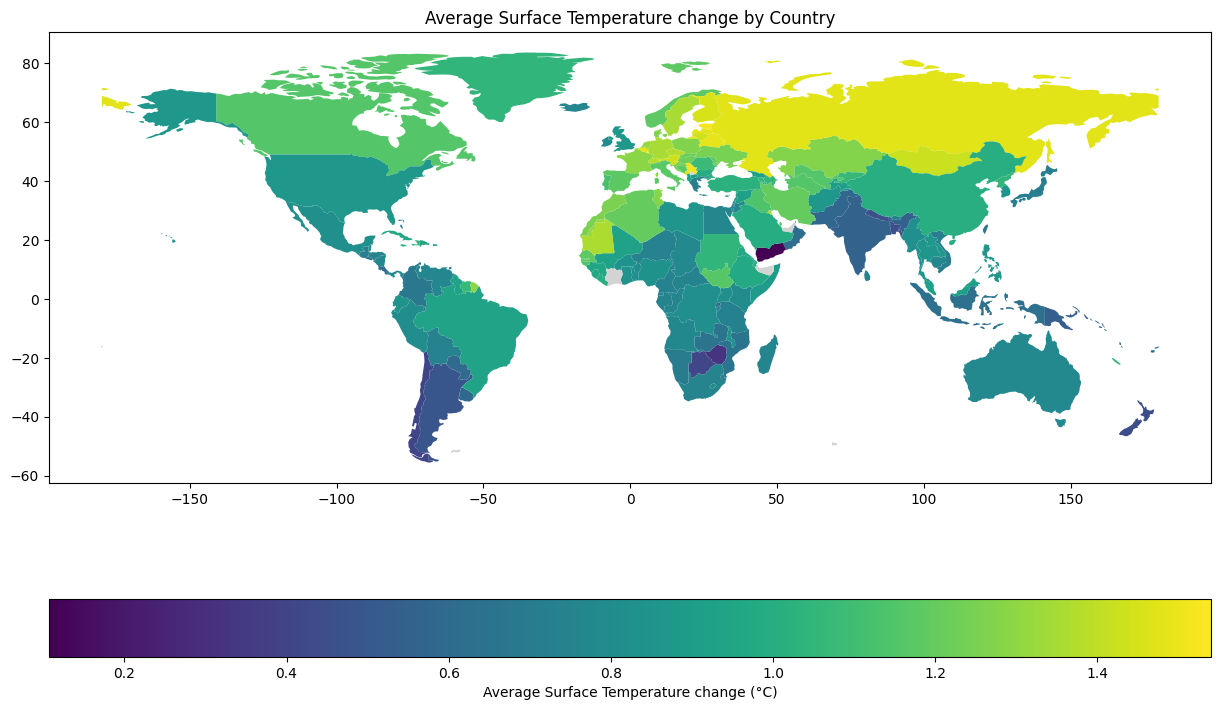 Average Surface Temperature change by Country
80
60
40
20
0
−20
−40
−60
−150 −100 −50 0 50 100 150
0.2 0.4 0.6 0.8 1.0 1.2 1.4
Average Surface Temperature change (°C)